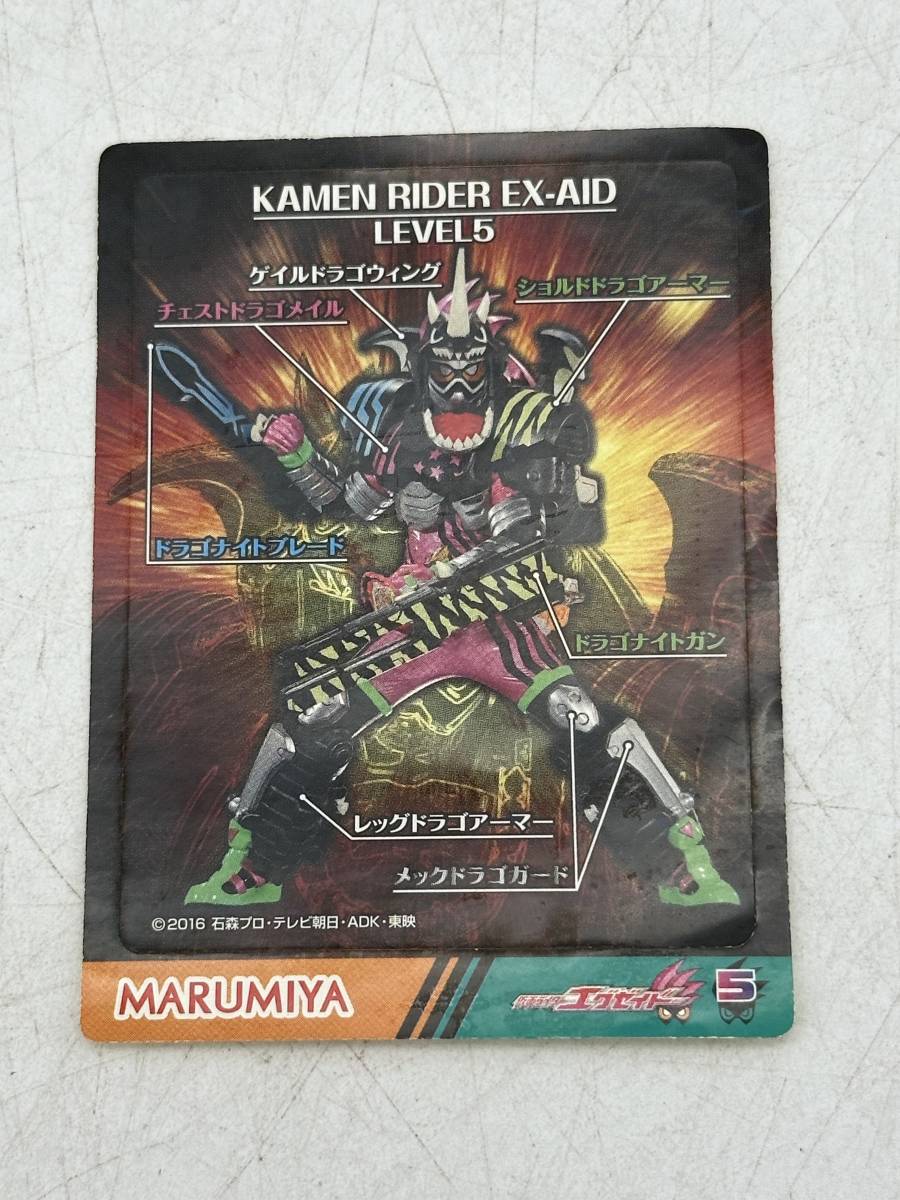 KAMEN RIDER EX-AID
LEVEL5
ゲイルドラゴウィング
ショルドドラゴアーマー
チェストドラゴメイル
ドラゴナイトブレード
ドラゴナイトガン
レッグドラゴアーマー
メックドラゴガード
©2016 石森プロ・テレビ朝日・ADK・東映
MARUMIYA
仮面ライダー エグゼイド
5